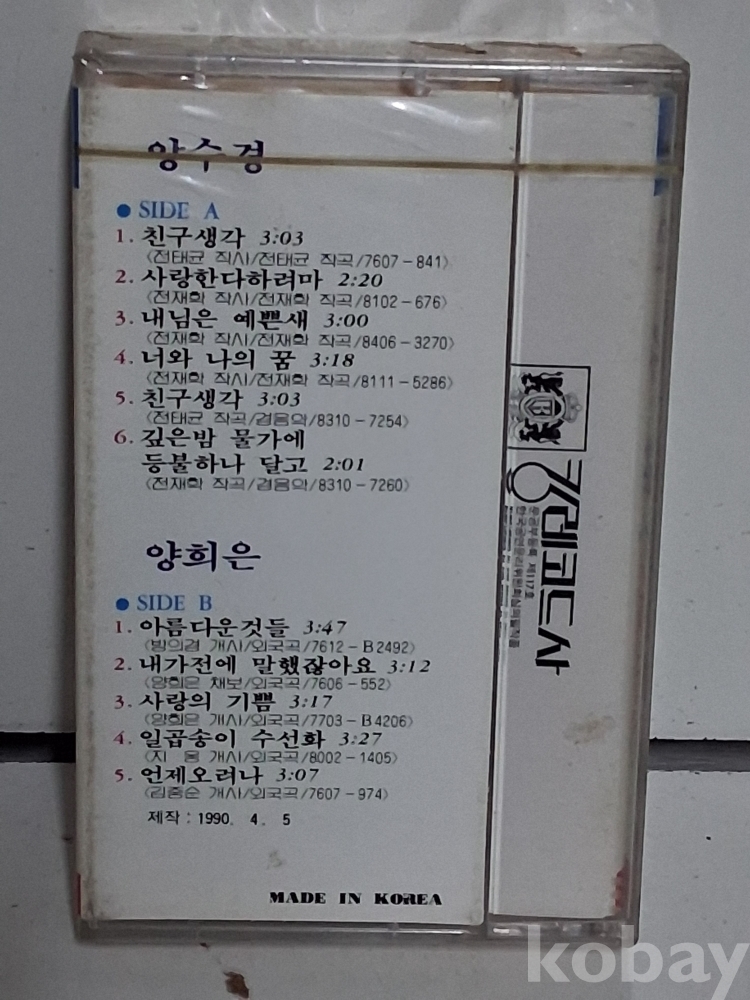 양수경
● SIDE A
1. 친구생각 3:03
〈전태균 작사/전태균 작곡/7607-841〉
2. 사랑한다하려마 2:20
〈전재학 작사/전재학 작곡/8102-676〉
3. 내님은 예쁜새 3:00
〈전재학 작사/전재학 작곡/8406-3270〉
4. 너와 나의 꿈 3:18
〈전재학 작사/전재학 작곡/8111-5286〉
5. 친구생각 3:03
〈전태균 작곡/경음악/8310-7254〉
6. 깊은밤 물가에
등불하나 달고 2:01
〈전재학 작곡/경음악/8310-7260〉
양희은
● SIDE B
1. 아름다운것들 3:47
〈방의경 개사/외국곡/7612-B2492〉
2. 내가전에 말했잖아요 3:12
〈양희은 채보/외국곡/7606-552〉
3. 사랑의 기쁨 3:17
〈양희은 개사/외국곡/7703-B4206〉
4. 일곱송이 수선화 3:27
〈지 웅 개사/외국곡/8002-1405〉
5. 언제오려나 3:07
〈김중순 개사/외국곡/7607-974〉
제작 : 1990. 4. 5
MADE IN KOREA
레코드사
문공부등록 제117호
kobay